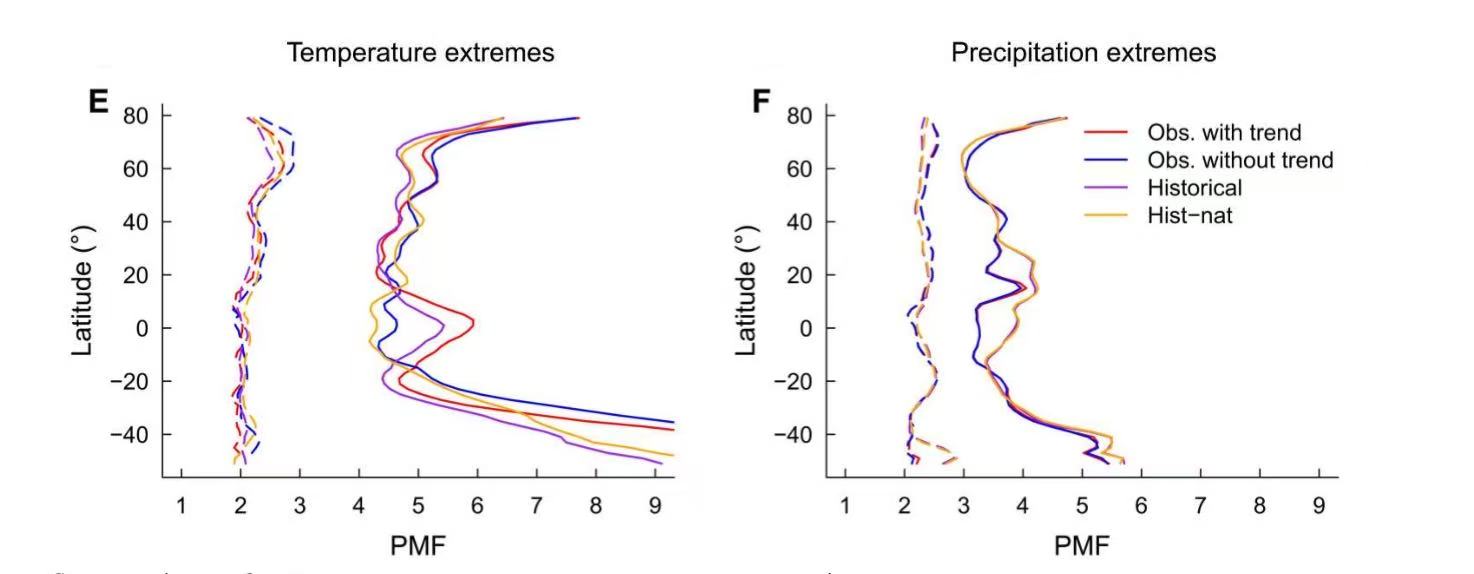 Temperature extremes
Precipitation extremes
E
F
80
60
40
20
0
−20
−40
Latitude (°)
1 2 3 4 5 6 7 8 9
PMF
80
60
40
20
0
−20
−40
Latitude (°)
1 2 3 4 5 6 7 8 9
PMF
Obs. with trend
Obs. without trend
Historical
Hist−nat